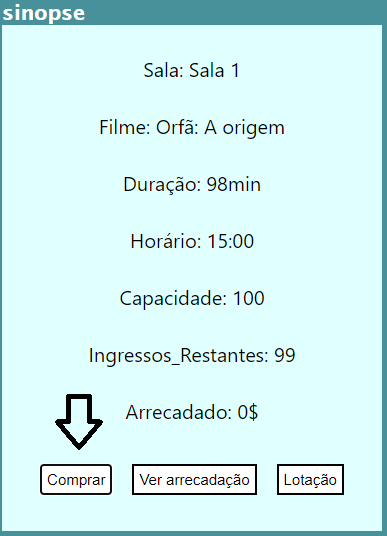 sinopse
Sala: Sala 1
Filme: Orfã: A origem
Duração: 98min
Horário: 15:00
Capacidade: 100
Ingressos_Restantes: 99
Arrecadado: 0$
Comprar Ver arrecadação Lotação